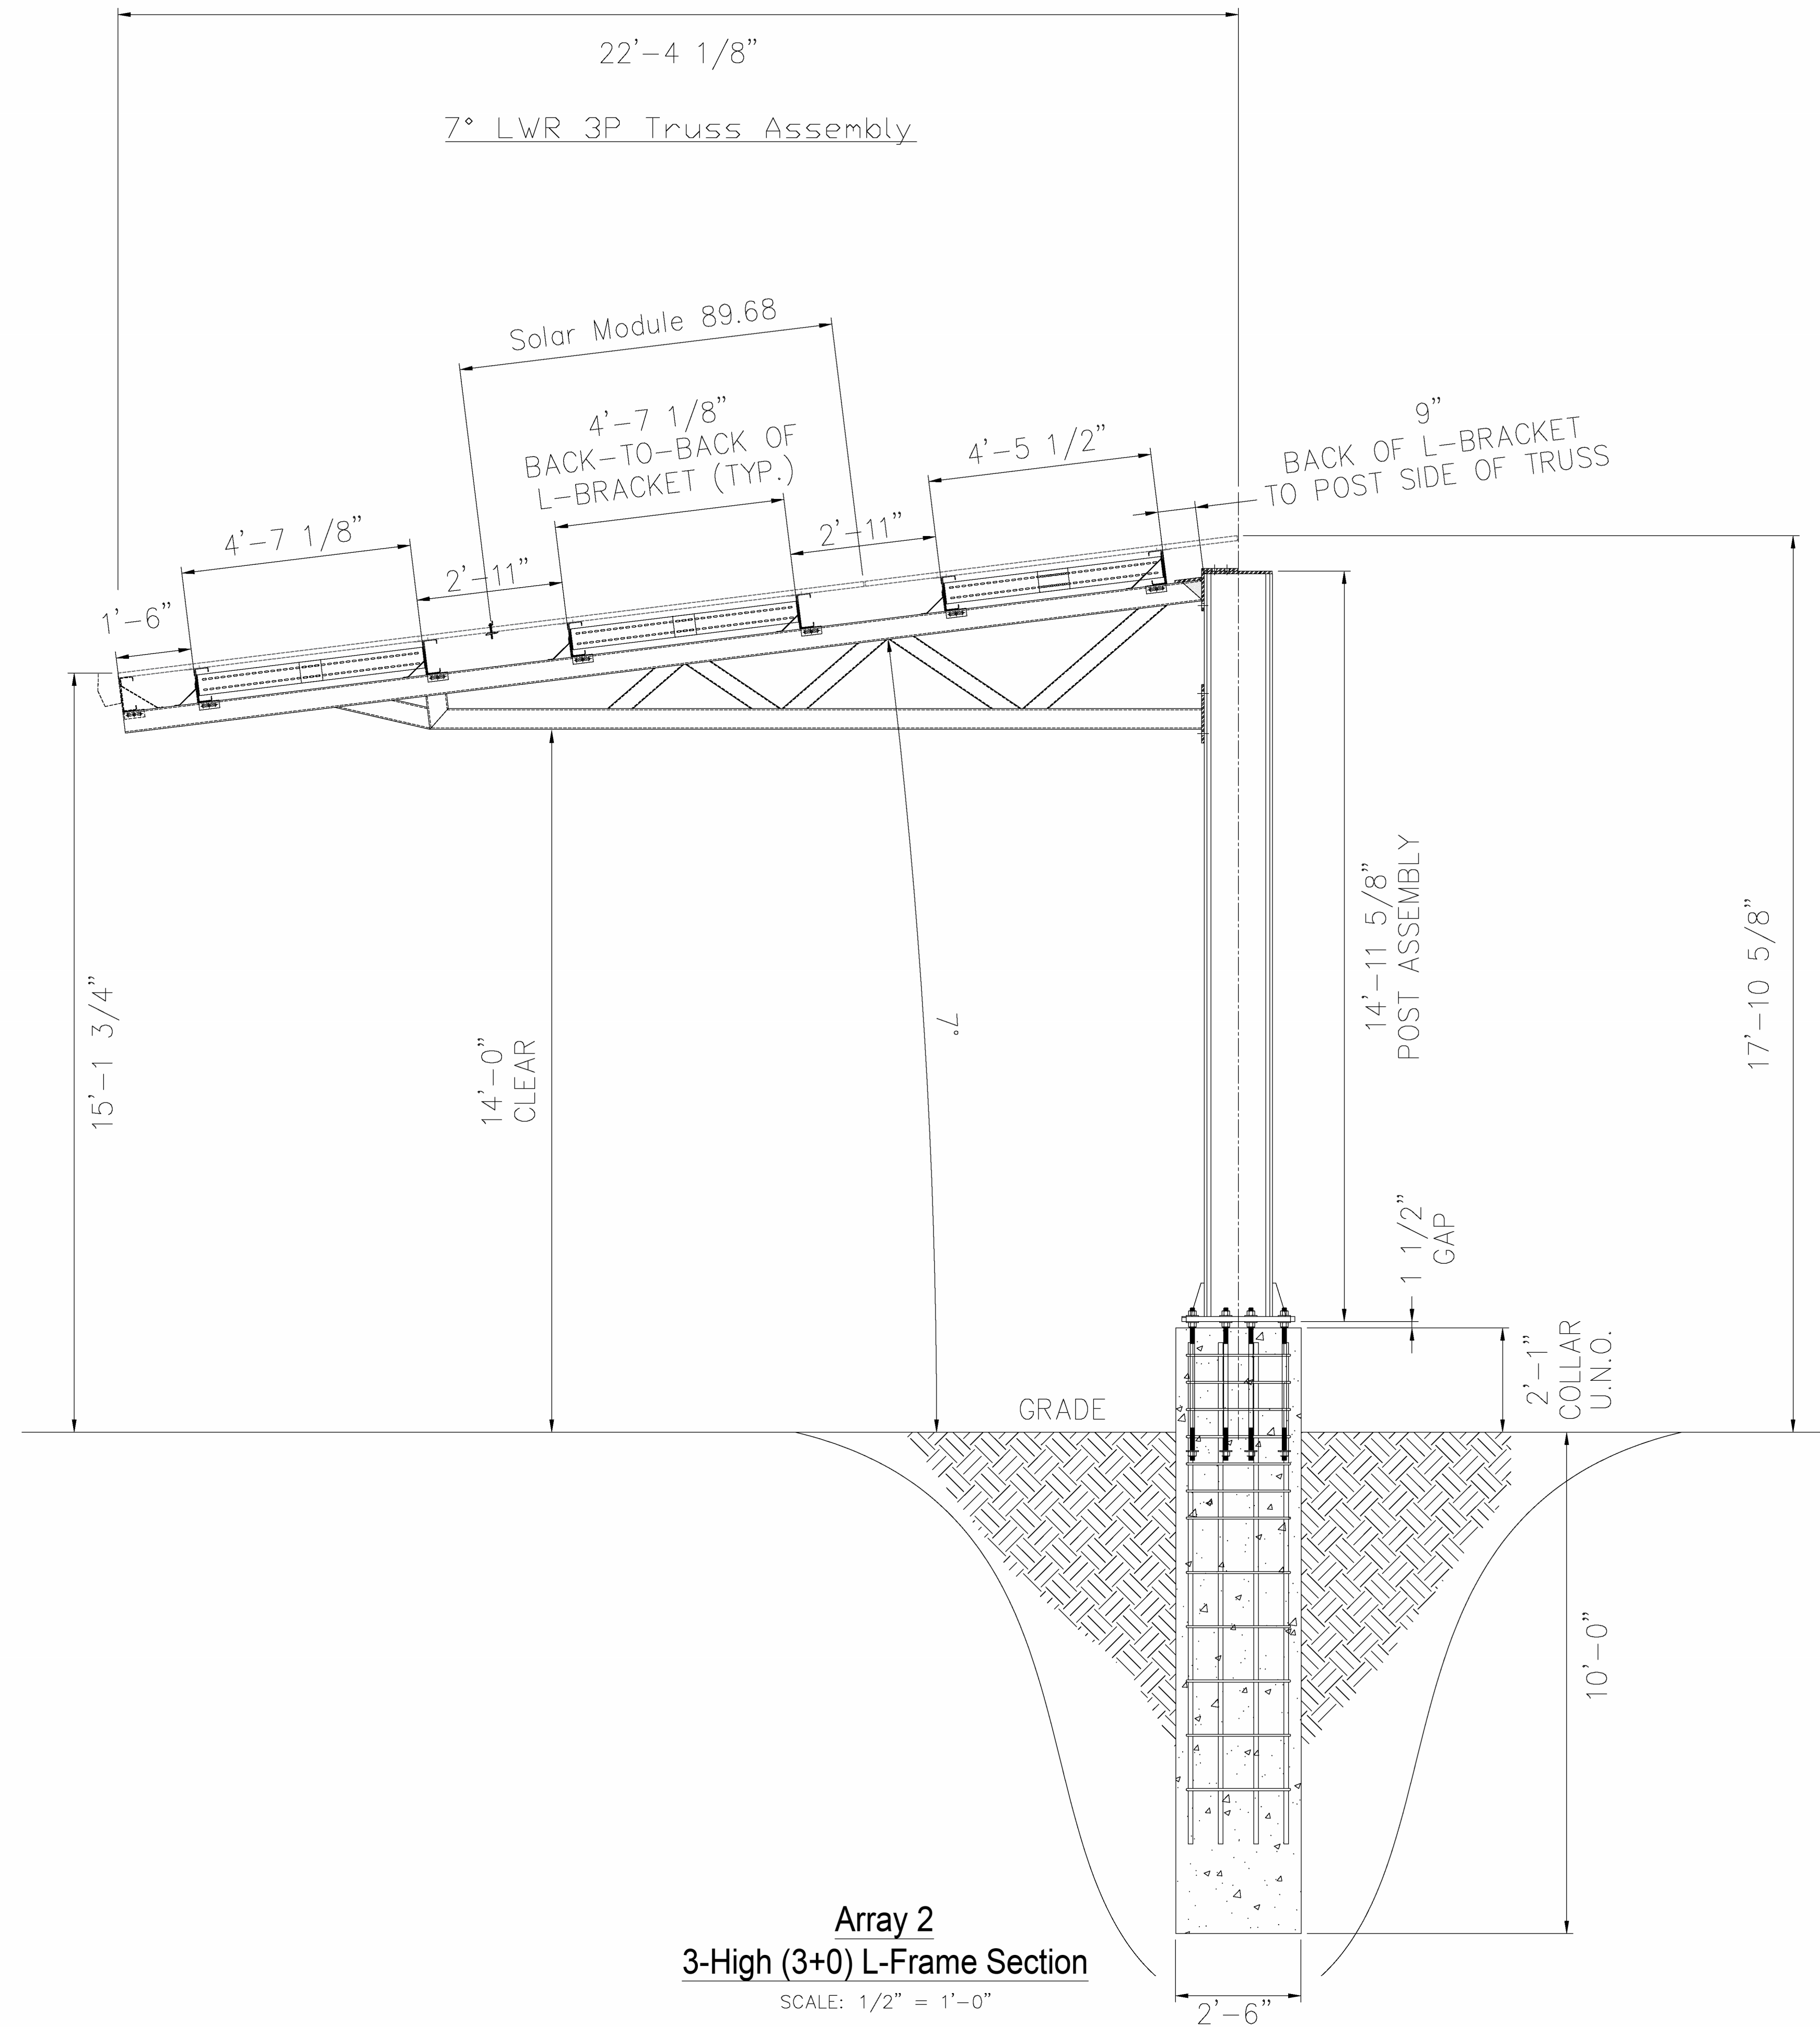 22'-4 1/8"
7° LWR 3P Truss Assembly
Solar Module 89.68
4'-7 1/8"
BACK-TO-BACK OF
L-BRACKET (TYP.)
4'-5 1/2"
9"
BACK OF L-BRACKET
TO POST SIDE OF TRUSS
4'-7 1/8"
2'-11"
2'-11"
1'-6"
15'-1 3/4"
14'-0"
CLEAR
7°
14'-11 5/8"
POST ASSEMBLY
17'-10 5/8"
1 1/2"
GAP
2'-1"
COLLAR
U.N.O.
GRADE
10'-0"
2'-6"
Array 2
3-High (3+0) L-Frame Section
SCALE: 1/2" = 1'-0"